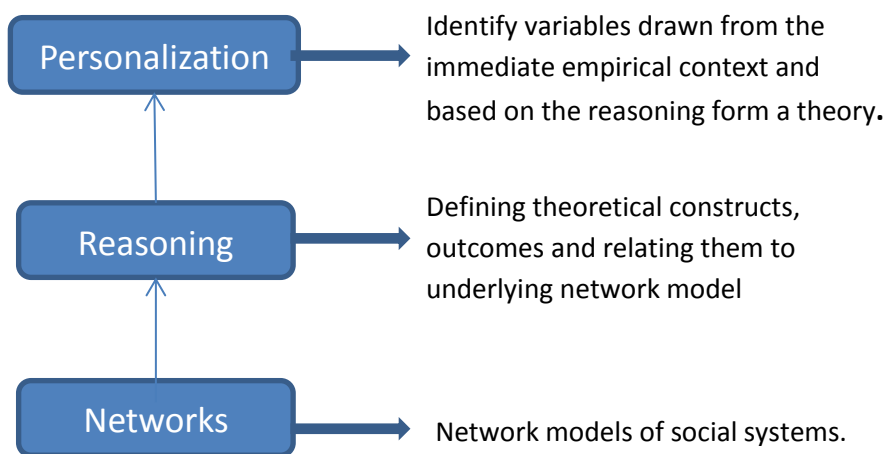 Personalization
Identify variables drawn from the
immediate empirical context and
based on the reasoning form a theory.
Reasoning
Defining theoretical constructs,
outcomes and relating them to
underlying network model
Networks
Network models of social systems.